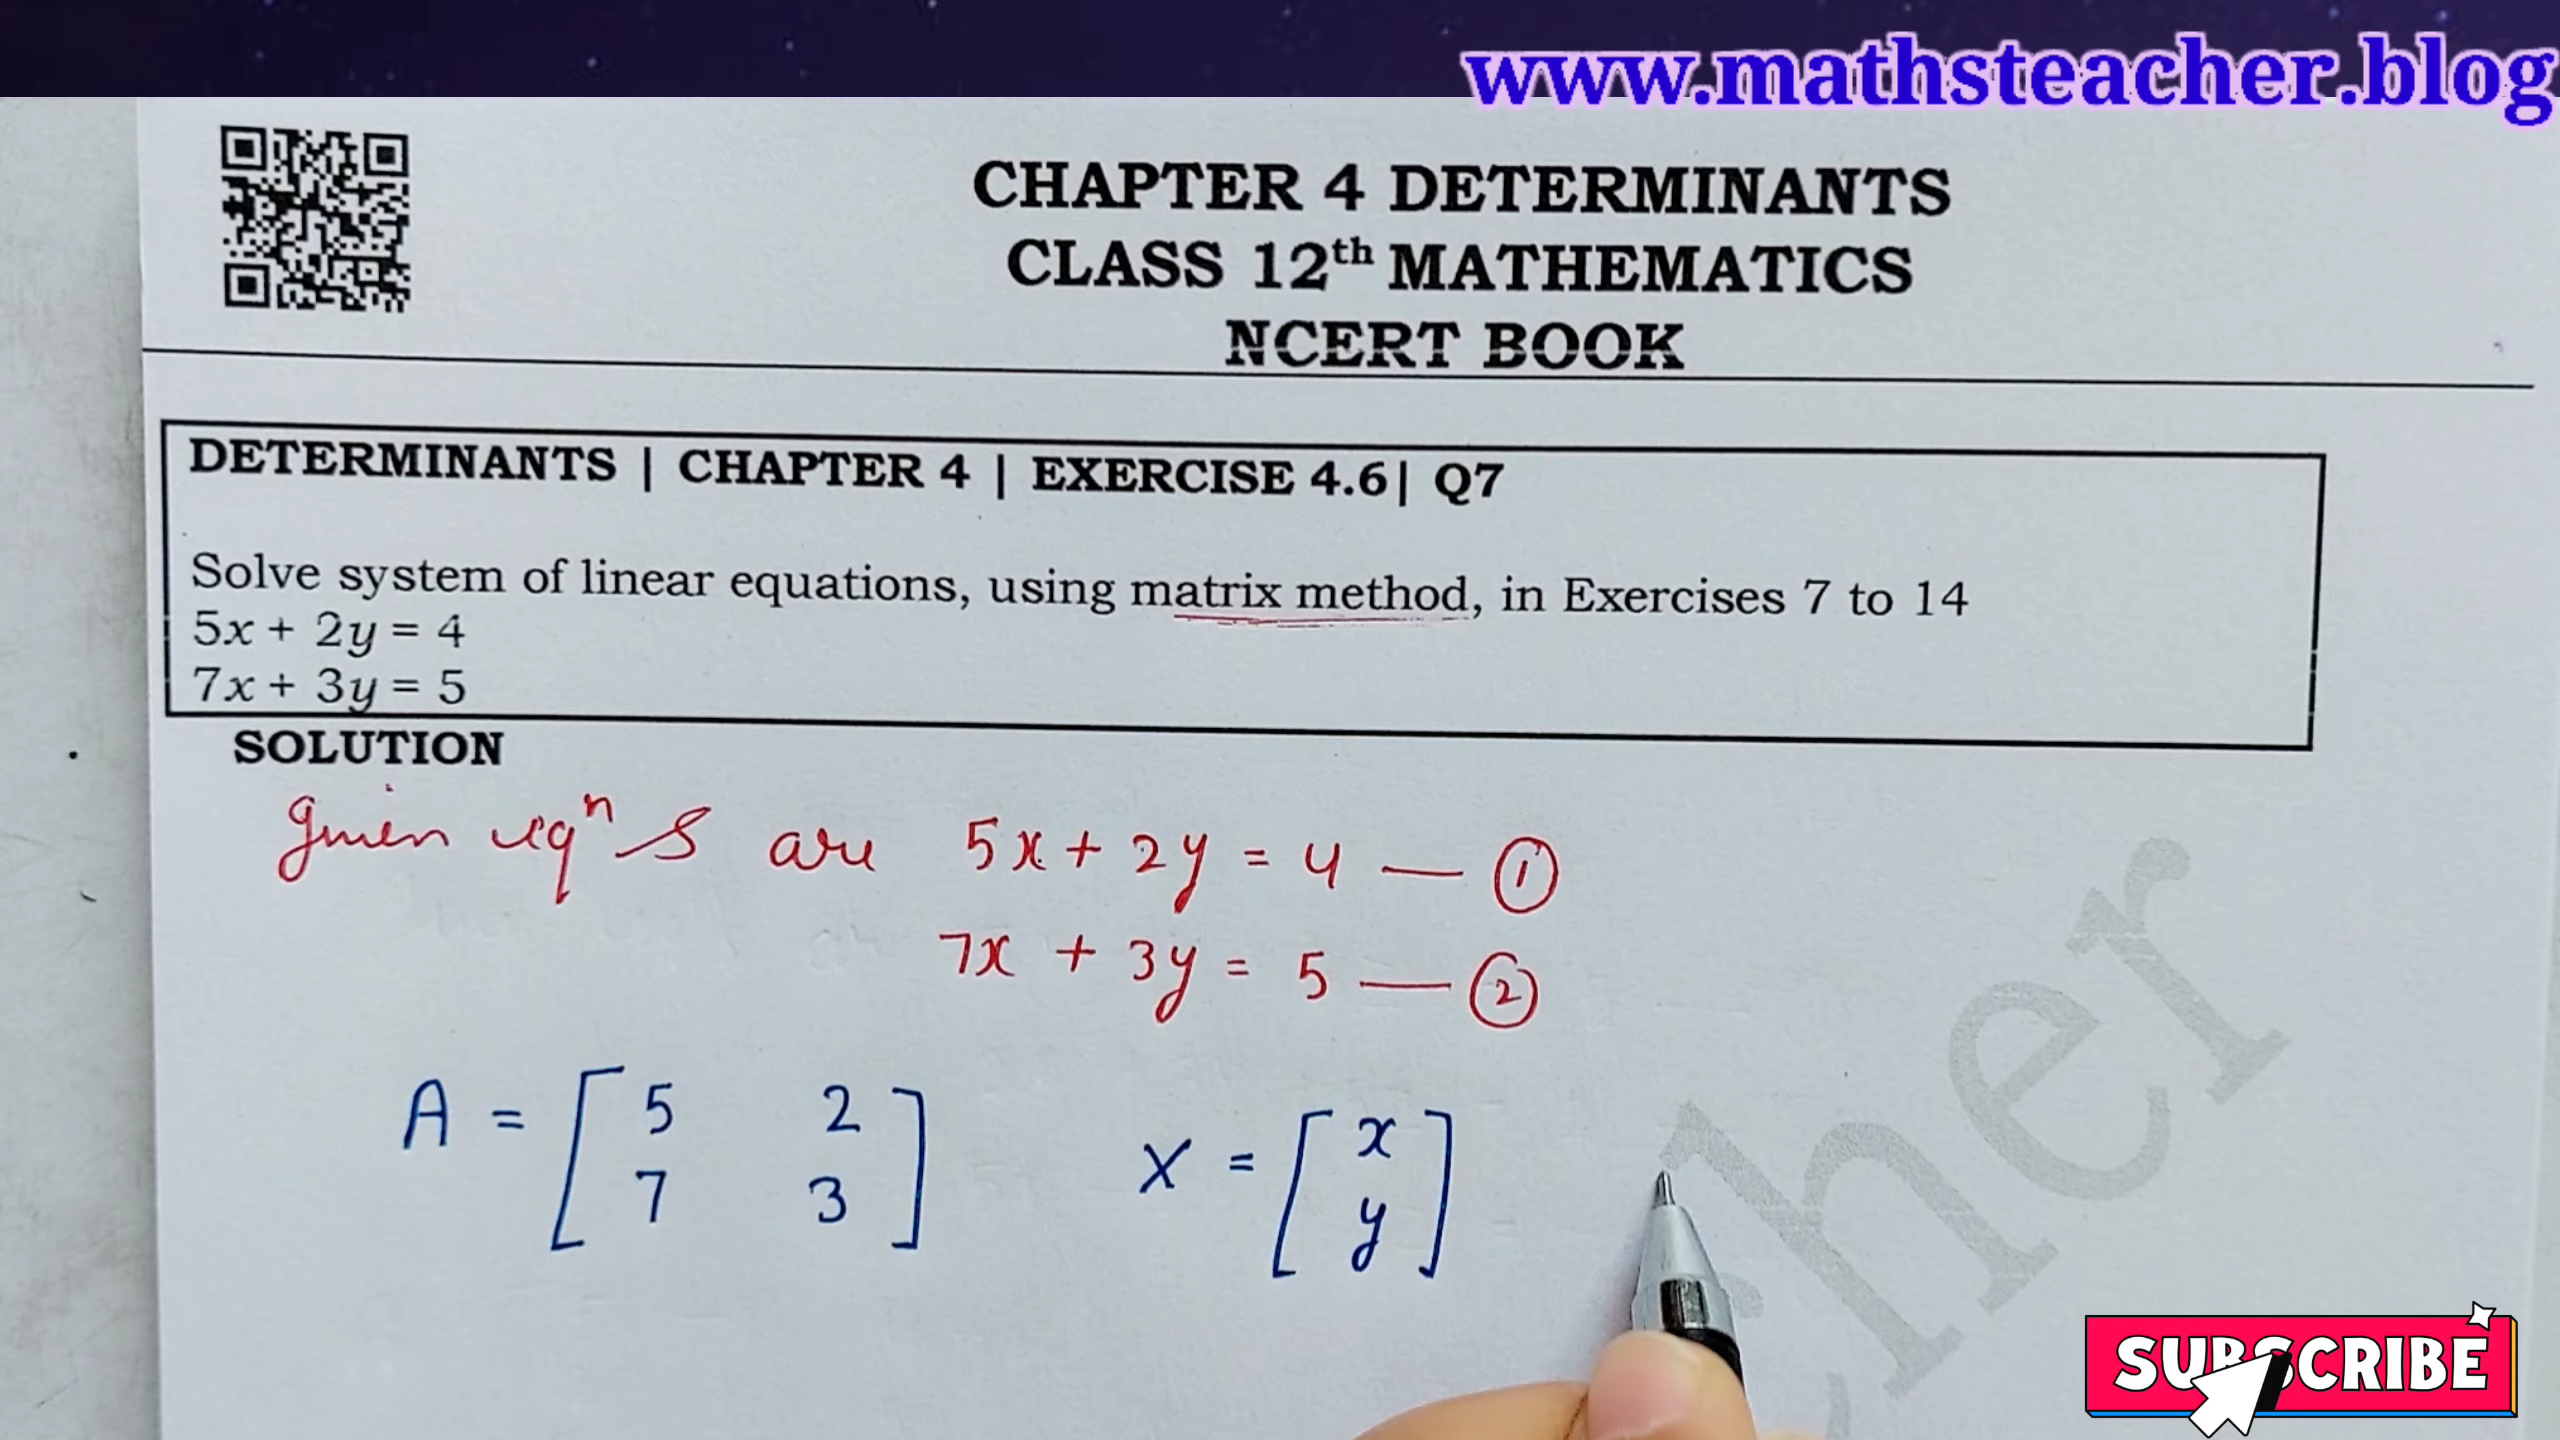 www.mathsteacher.blog
CHAPTER 4 DETERMINANTS
CLASS 12th MATHEMATICS
NCERT BOOK
DETERMINANTS | CHAPTER 4 | EXERCISE 4.6| Q7
Solve system of linear equations, using matrix method, in Exercises 7 to 14
5x + 2y = 4
7x + 3y = 5
SOLUTION
given eqⁿs are 5x + 2y = 4 — ①
7x + 3y = 5 — ②
A = [ 5 2 X = [ x
7 3 ] y ]
her
SUBSCRIBE